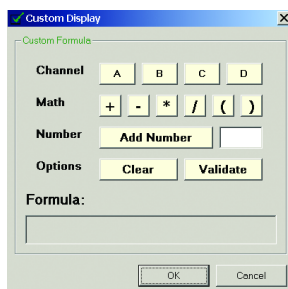 Custom Display
Custom Formula
Channel A B C D
Math + - * / ( )
Number Add Number
Options Clear Validate
Formula:
OK Cancel